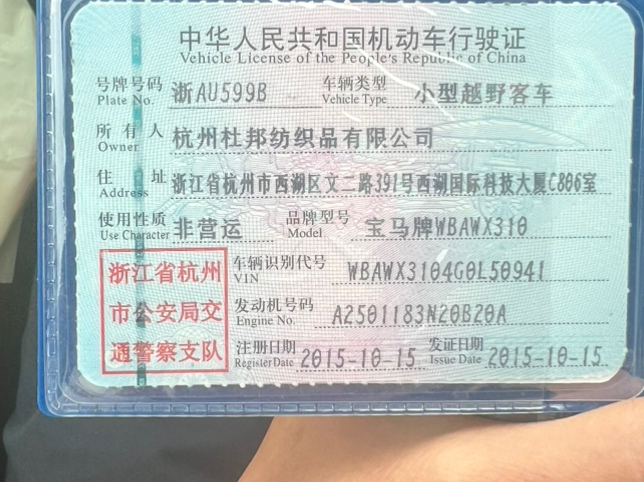 中华人民共和国机动车行驶证
Vehicle License of the People's Republic of China
号牌号码 浙AU599B 车辆类型 小型越野客车
Plate No. Vehicle Type
所有人 杭州杜邦纺织品有限公司
Owner
住址 浙江省杭州市西湖区文二路391号西湖国际科技大厦C806室
Address
使用性质 非营运 品牌型号 宝马牌WBAWX310
Use Character Model
浙江省杭州
市公安局交
通警察支队
车辆识别代号 WBAWX3104G0L50941
VIN
发动机号码 A2501183N20B20A
Engine No.
注册日期 2015-10-15 发证日期 2015-10-15
Register Date Issue Date